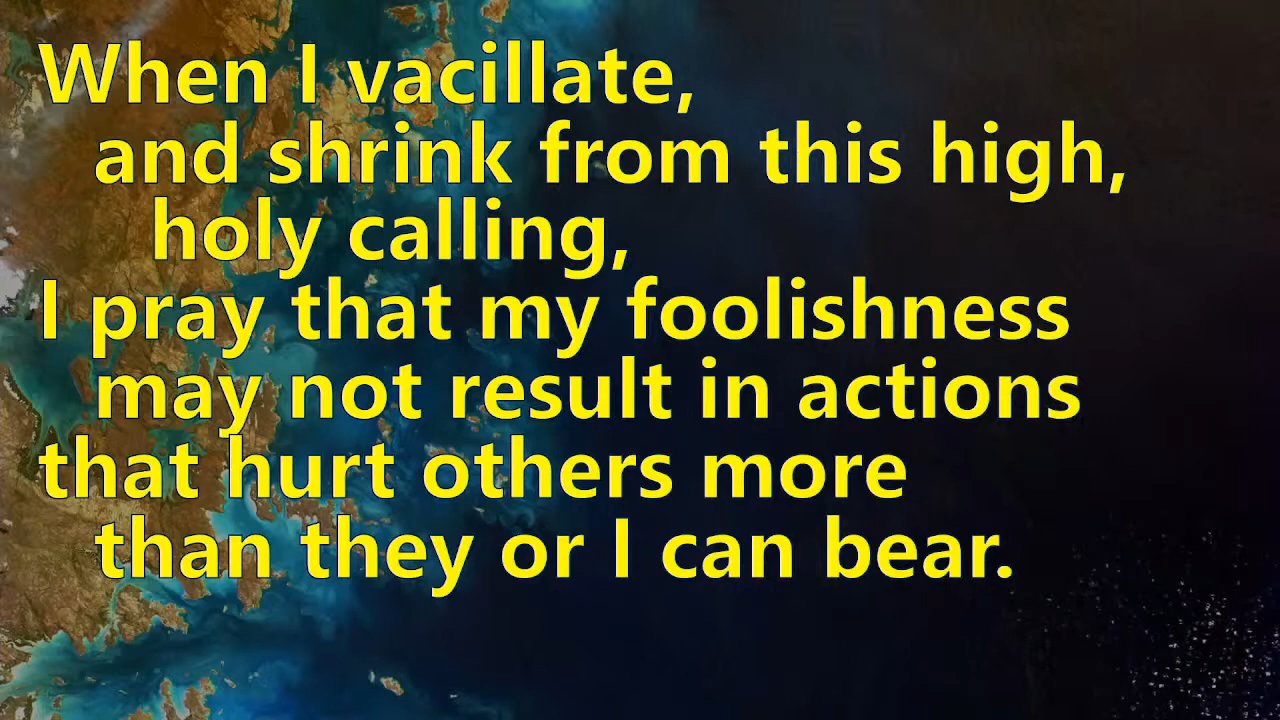 When I vacillate,
and shrink from this high,
holy calling,
I pray that my foolishness
may not result in actions
that hurt others more
than they or I can bear.